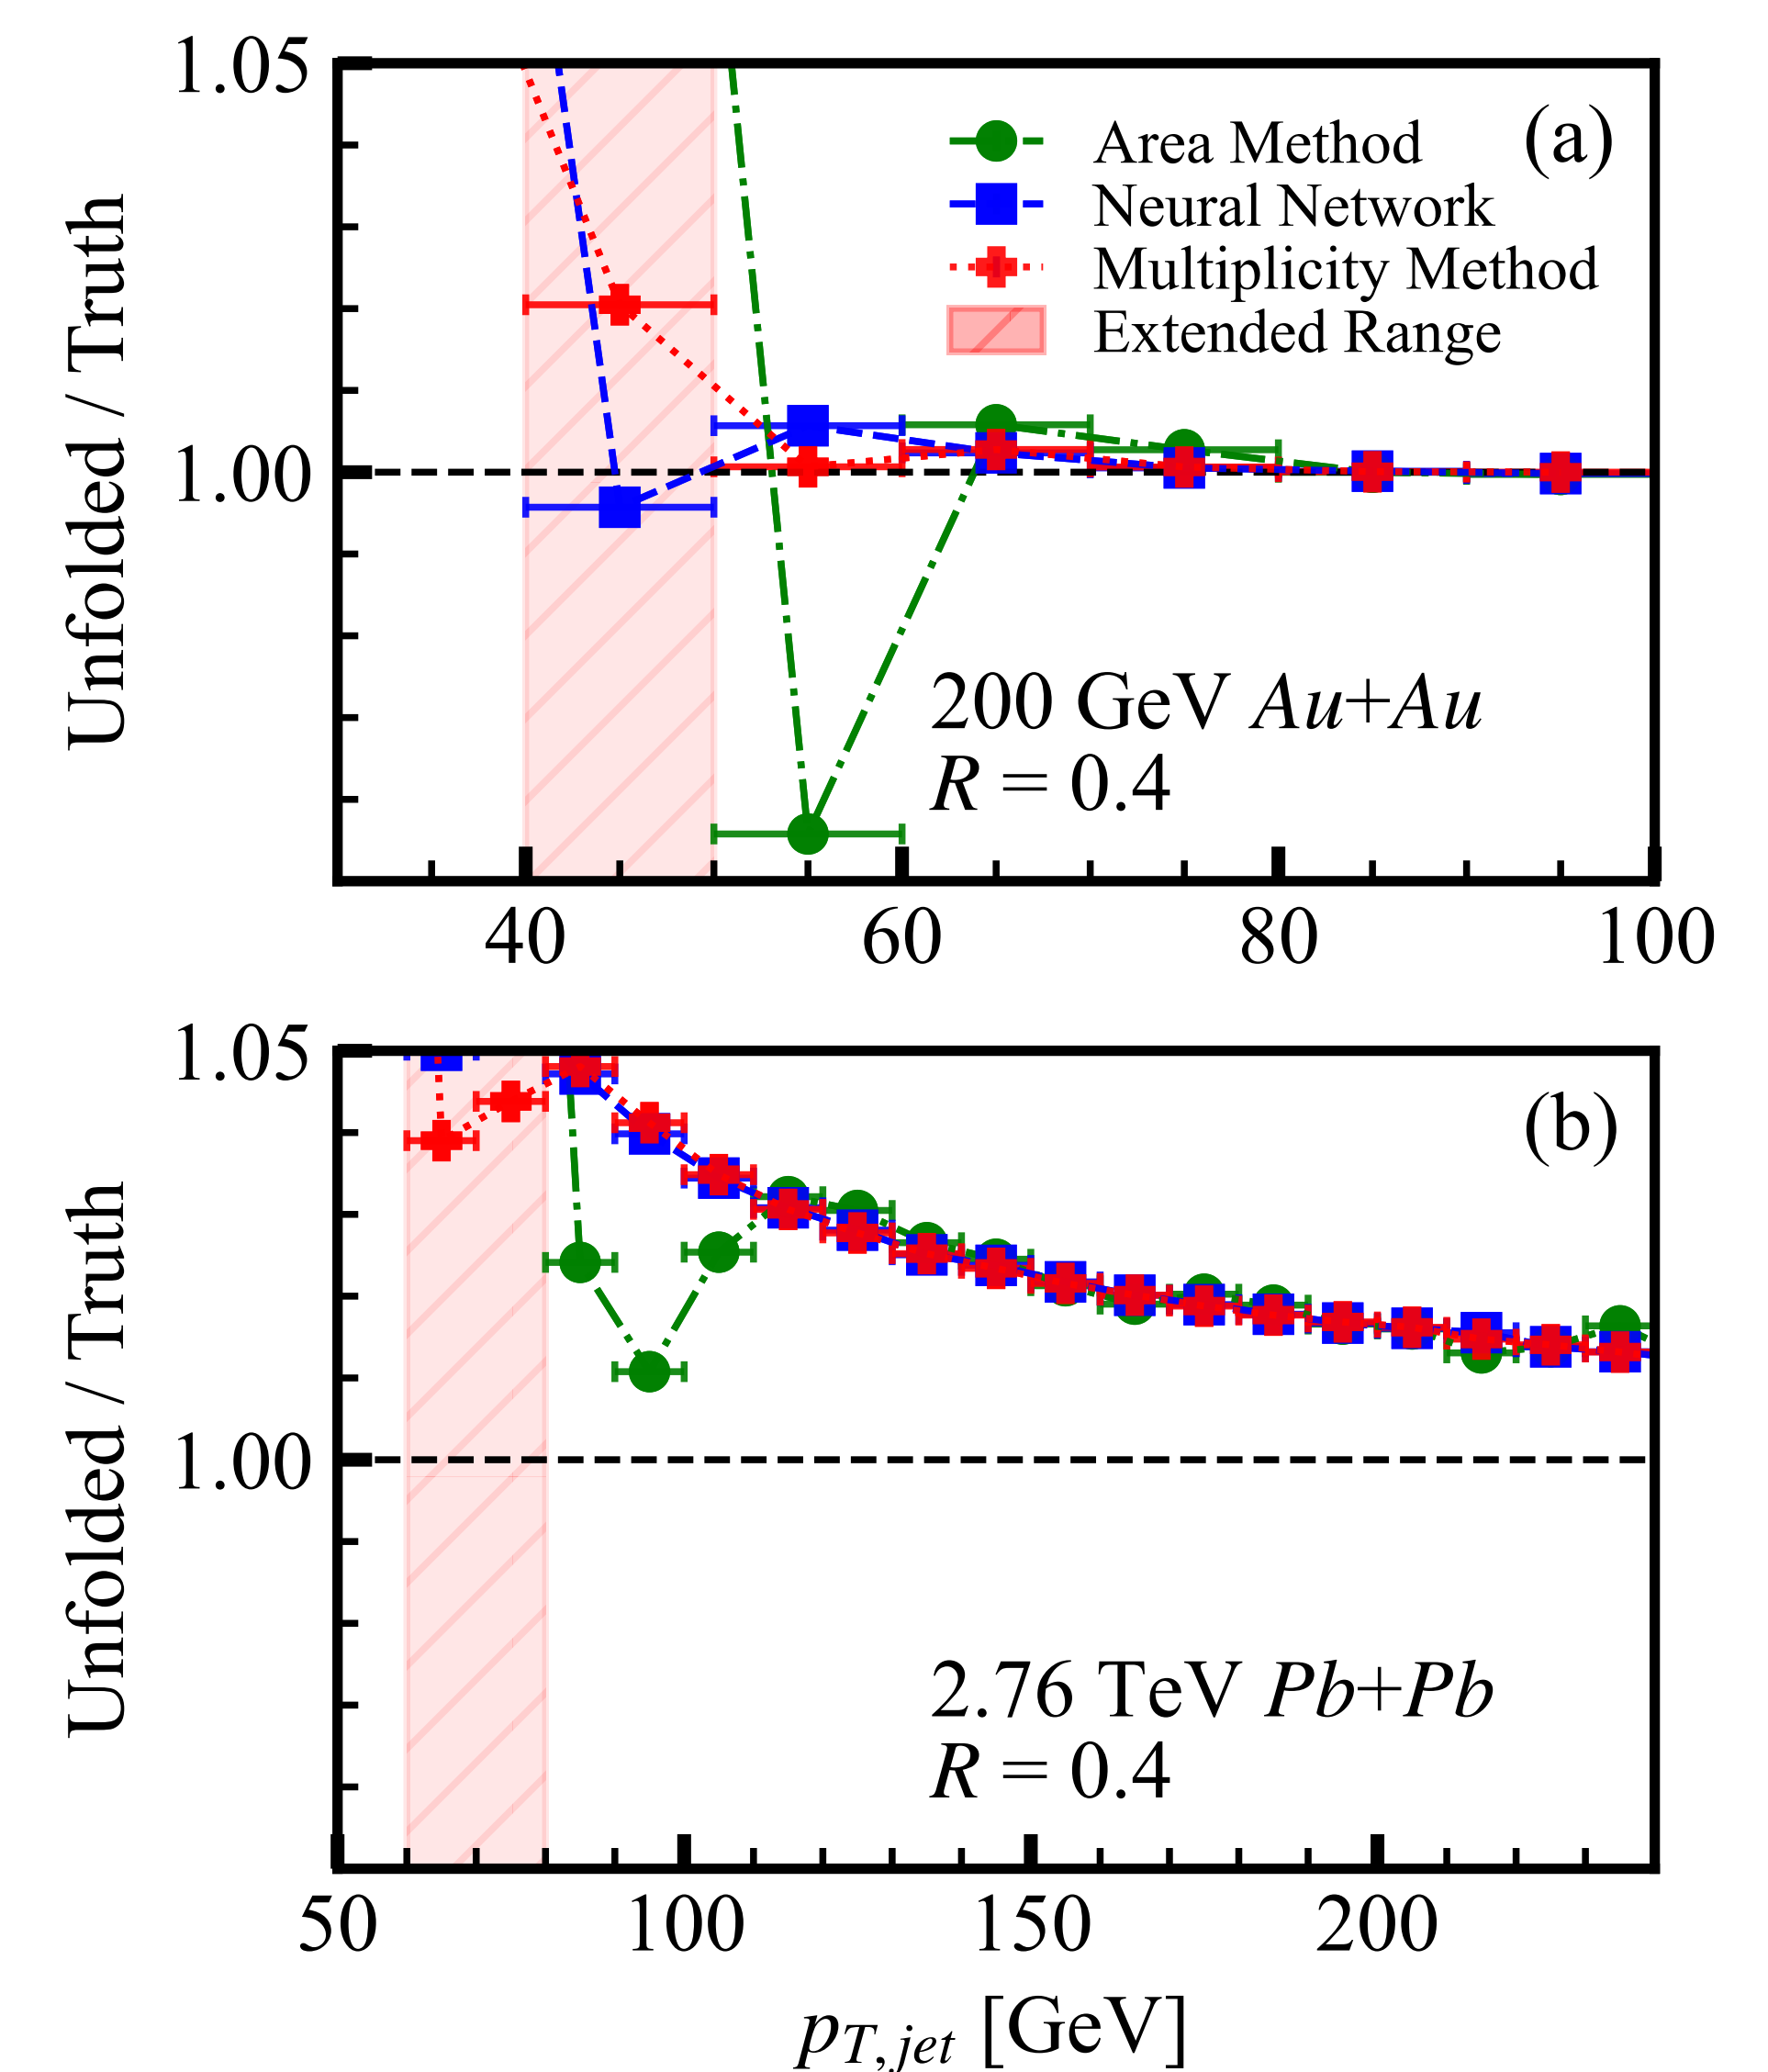 1.05
1.00
Unfolded / Truth
(a)
Area Method
Neural Network
Multiplicity Method
Extended Range
200 GeV Au+Au
R = 0.4
40 60 80 100
1.05
1.00
Unfolded / Truth
(b)
2.76 TeV Pb+Pb
R = 0.4
50 100 150 200
pT,jet [GeV]